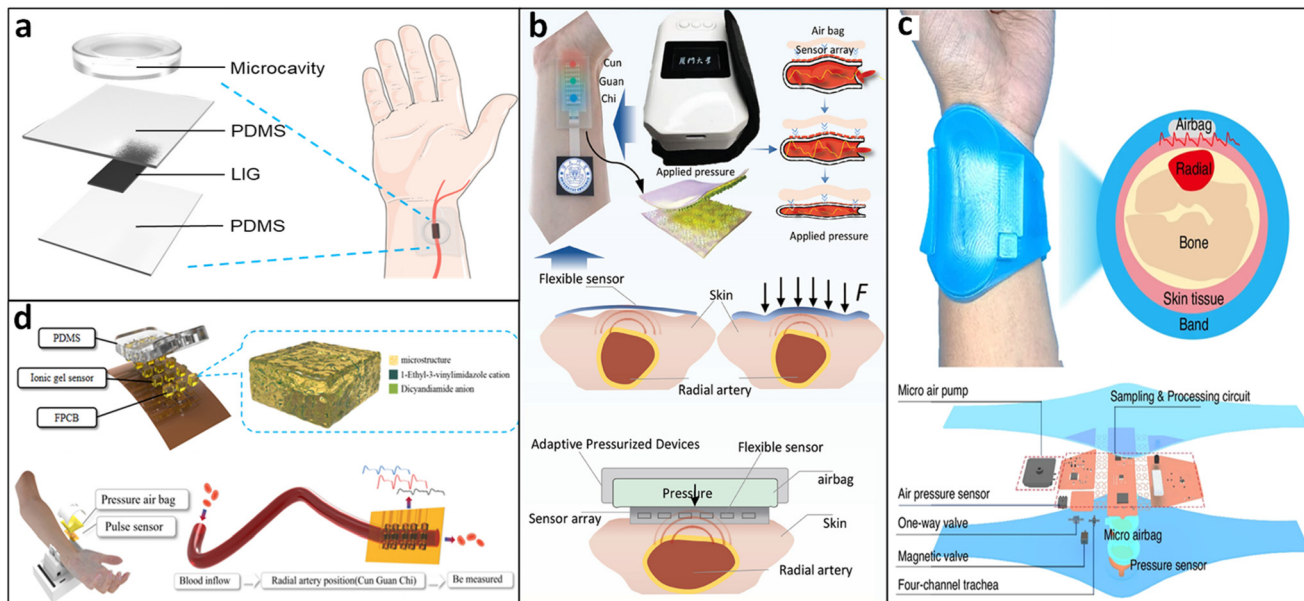 a
Microcavity
PDMS
LIG
PDMS
b
Cun
Guan
Chi
Air bag
Sensor array
Applied pressure
Applied pressure
Flexible sensor
Skin
F
Radial artery
Adaptive Pressurized Devices
Flexible sensor
airbag
Pressure
Sensor array
Skin
Radial artery
c
Airbag
Radial
Bone
Skin tissue
Band
Micro air pump
Sampling & Processing circuit
Air pressure sensor
One-way valve
Micro airbag
Magnetic valve
Pressure sensor
Four-channel trachea
d
PDMS
Ionic gel sensor
FPCB
microstructure
1-Ethyl-3-vinylimidazole cation
Dicyandiamide anion
Pressure air bag
Pulse sensor
Blood inflow
Radial artery position(Cun Guan Chi)
Be measured